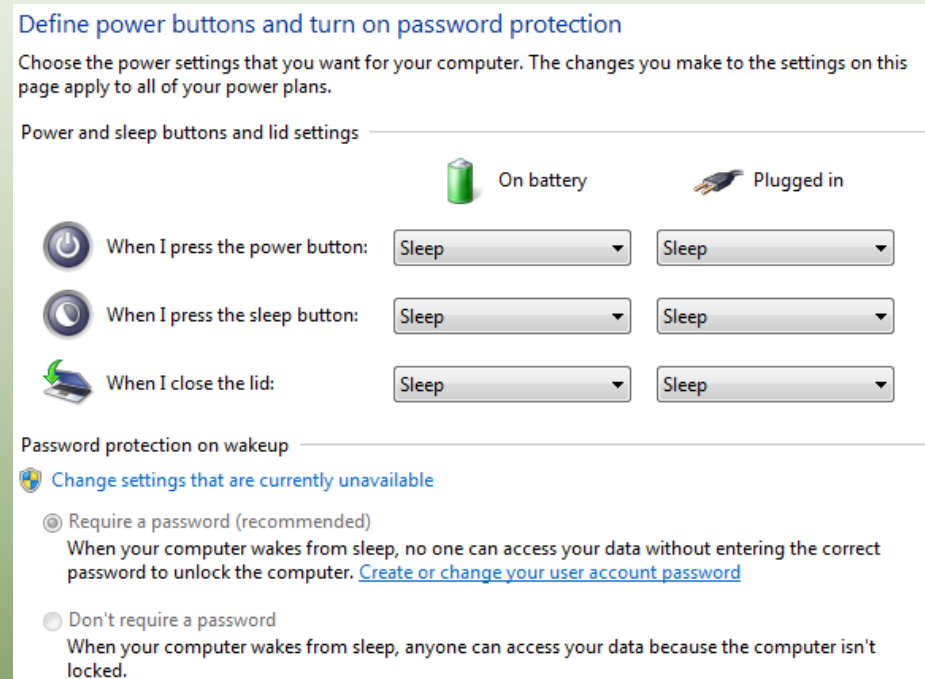 Define power buttons and turn on password protection
Choose the power settings that you want for your computer. The changes you make to the settings on this
page apply to all of your power plans.
Power and sleep buttons and lid settings
On battery
Plugged in
When I press the power button:
Sleep
Sleep
When I press the sleep button:
Sleep
Sleep
When I close the lid:
Sleep
Sleep
Password protection on wakeup
Change settings that are currently unavailable
Require a password (recommended)
When your computer wakes from sleep, no one can access your data without entering the correct
password to unlock the computer. Create or change your user account password
Don't require a password
When your computer wakes from sleep, anyone can access your data because the computer isn't
locked.